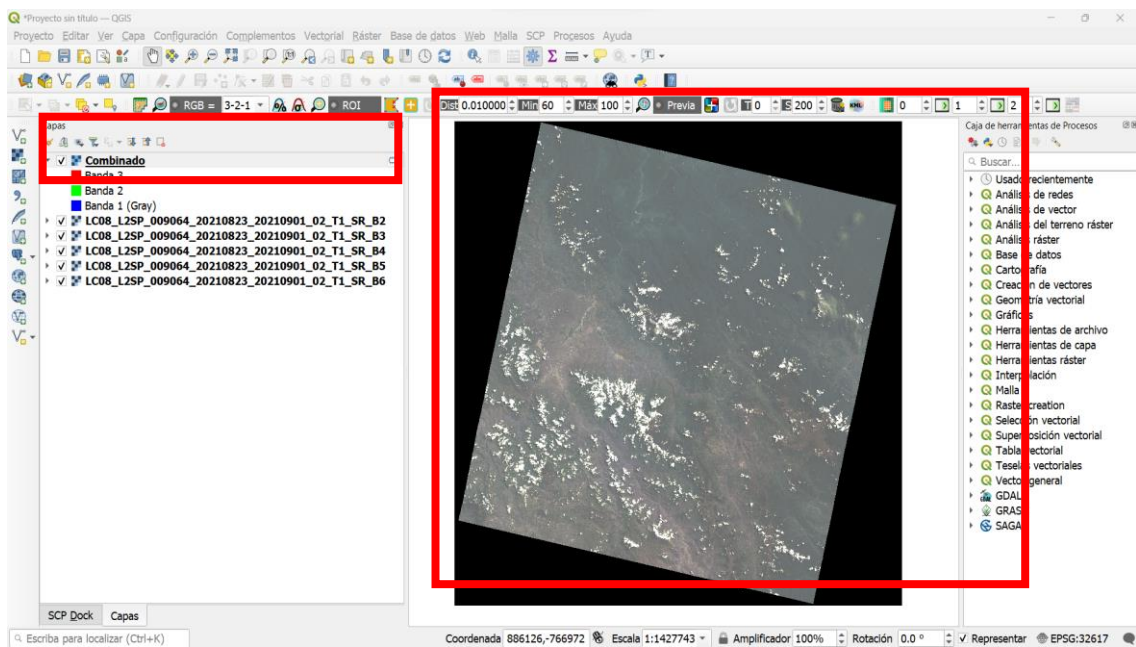 *Proyecto sin título — QGIS
Proyecto Editar Ver Capa Configuración Complementos Vectorial Ráster Base de datos Web Malla SCP Procesos Ayuda
RGB = 3-2-1 ROI Dist 0.010000 Min 60 Máx 100 Previa T 0 S 200 0 1 2
Capas
Combinado
Banda 3
Banda 2
Banda 1 (Gray)
LC08_L2SP_009064_20210823_20210901_02_T1_SR_B2
LC08_L2SP_009064_20210823_20210901_02_T1_SR_B3
LC08_L2SP_009064_20210823_20210901_02_T1_SR_B4
LC08_L2SP_009064_20210823_20210901_02_T1_SR_B5
LC08_L2SP_009064_20210823_20210901_02_T1_SR_B6
SCP Dock Capas
Caja de herramientas de Procesos
Buscar...
Usado recientemente
Análisis de redes
Análisis de vector
Análisis del terreno ráster
Análisis ráster
Base de datos
Cartografía
Creación de vectores
Geometría vectorial
Gráficos
Herramientas de archivo
Herramientas de capa
Herramientas ráster
Interpolación
Malla
Raster creation
Selección vectorial
Superposición vectorial
Tabla vectorial
Teselas vectoriales
Vector general
GDAL
GRASS
SAGA
Escriba para localizar (Ctrl+K) Coordenada 886126,-766972 Escala 1:1427743 Amplificador 100% Rotación 0.0 ° Representar EPSG:32617